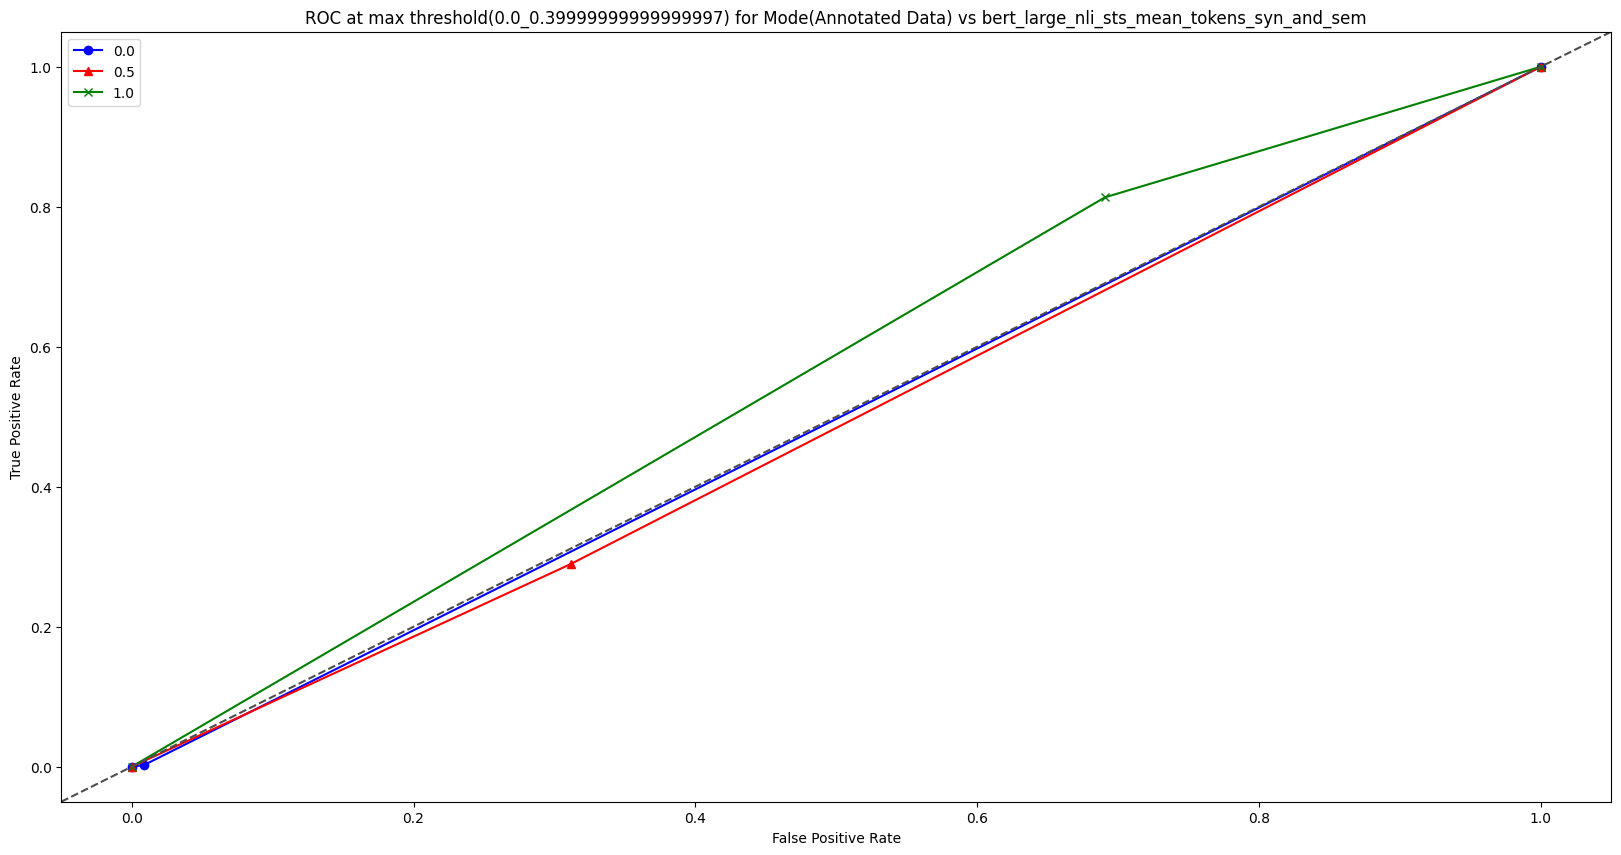 ROC at max threshold(0.0_0.39999999999999997) for Mode(Annotated Data) vs bert_large_nli_sts_mean_tokens_syn_and_sem
0.0
0.5
1.0
True Positive Rate
1.0
0.8
0.6
0.4
0.2
0.0
0.0 0.2 0.4 0.6 0.8 1.0
False Positive Rate